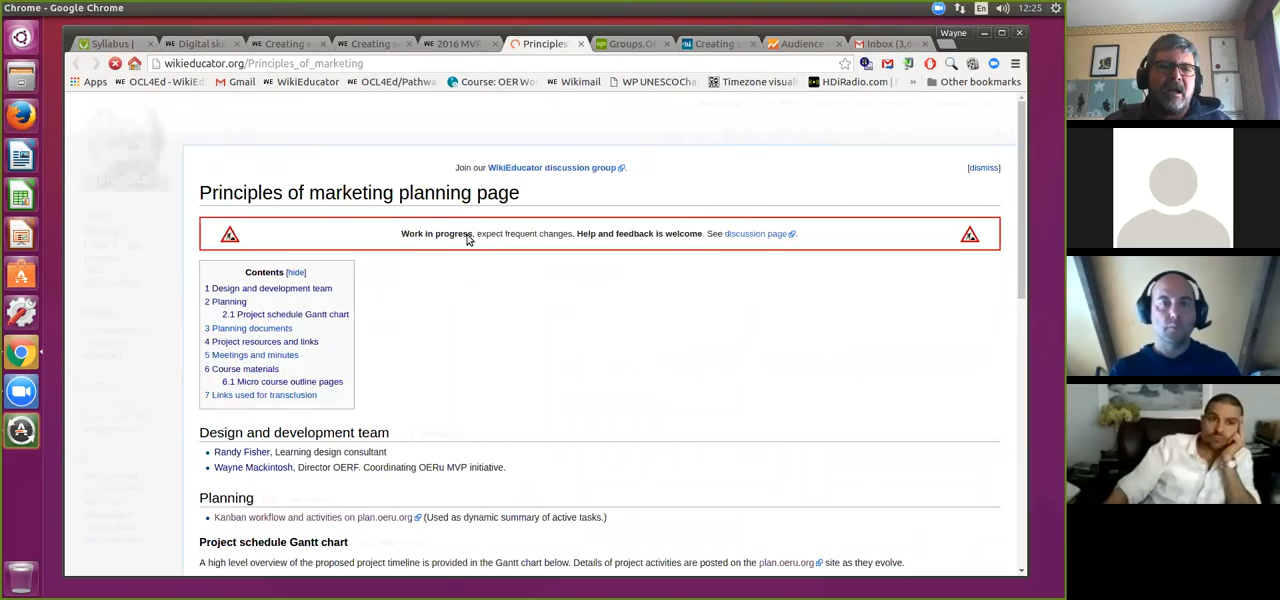 Chrome - Google Chrome
En
12:25
Wayne
Syllabus |
Digital skil
Creating s
Creating s
2016 MVP
Principles
Groups.OE
Creating s
Audience
Inbox (3,6
wikieducator.org/Principles_of_marketing
Apps
OCL4Ed - WikiEd
Gmail
WikiEducator
OCL4Ed/Pathwa
Course: OER Wor
Wikimail
WP UNESCOCha
Timezone visuali
HDiRadio.com |
»
Other bookmarks
Join our WikiEducator discussion group.
[dismiss]
Principles of marketing planning page
Work in progress, expect frequent changes. Help and feedback is welcome. See discussion page.
Contents [hide]
1 Design and development team
2 Planning
2.1 Project schedule Gantt chart
3 Planning documents
4 Project resources and links
5 Meetings and minutes
6 Course materials
6.1 Micro course outline pages
7 Links used for transclusion
Design and development team
Randy Fisher, Learning design consultant
Wayne Mackintosh, Director OERF. Coordinating OERu MVP initiative.
Planning
Kanban workflow and activities on plan.oeru.org (Used as dynamic summary of active tasks.)
Project schedule Gantt chart
A high level overview of the proposed project timeline is provided in the Gantt chart below. Details of project activities are posted on the plan.oeru.org site as they evolve.